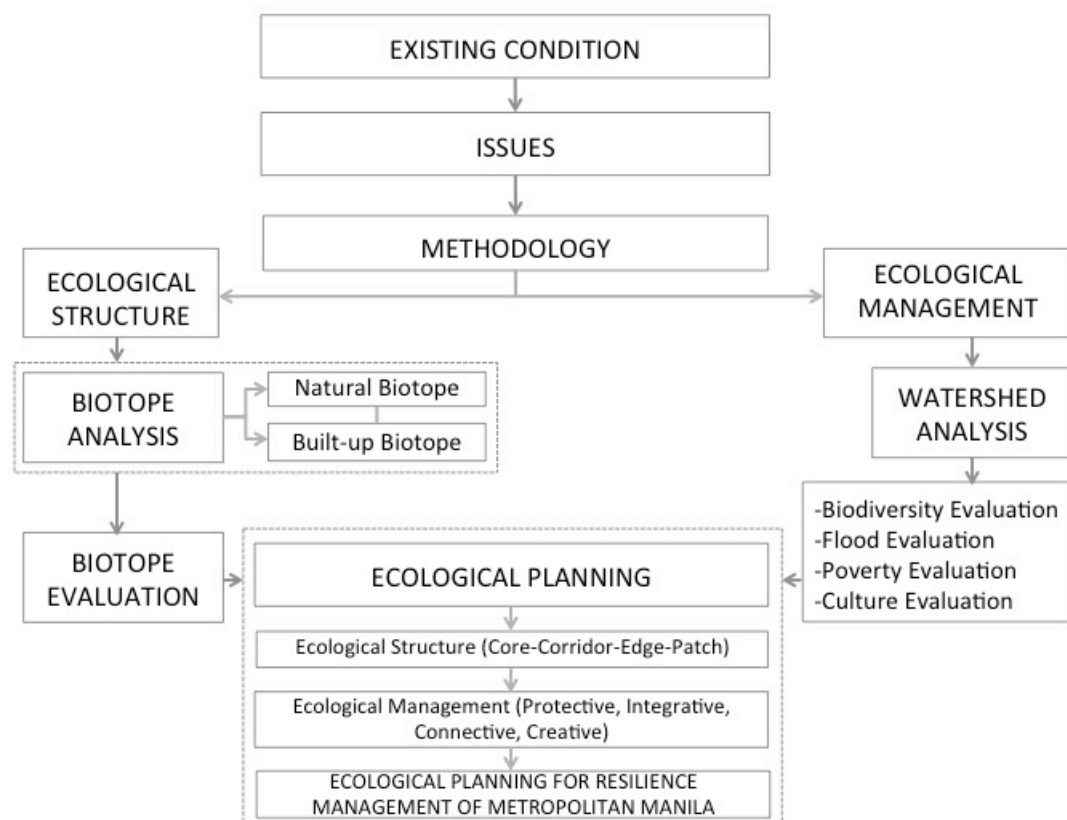 EXISTING CONDITION
ISSUES
METHODOLOGY
ECOLOGICAL
STRUCTURE
ECOLOGICAL
MANAGEMENT
BIOTOPE
ANALYSIS
Natural Biotope
Built-up Biotope
WATERSHED
ANALYSIS
BIOTOPE
EVALUATION
-Biodiversity Evaluation
-Flood Evaluation
-Poverty Evaluation
-Culture Evaluation
ECOLOGICAL PLANNING
Ecological Structure (Core-Corridor-Edge-Patch)
Ecological Management (Protective, Integrative,
Connective, Creative)
ECOLOGICAL PLANNING FOR RESILIENCE
MANAGEMENT OF METROPOLITAN MANILA